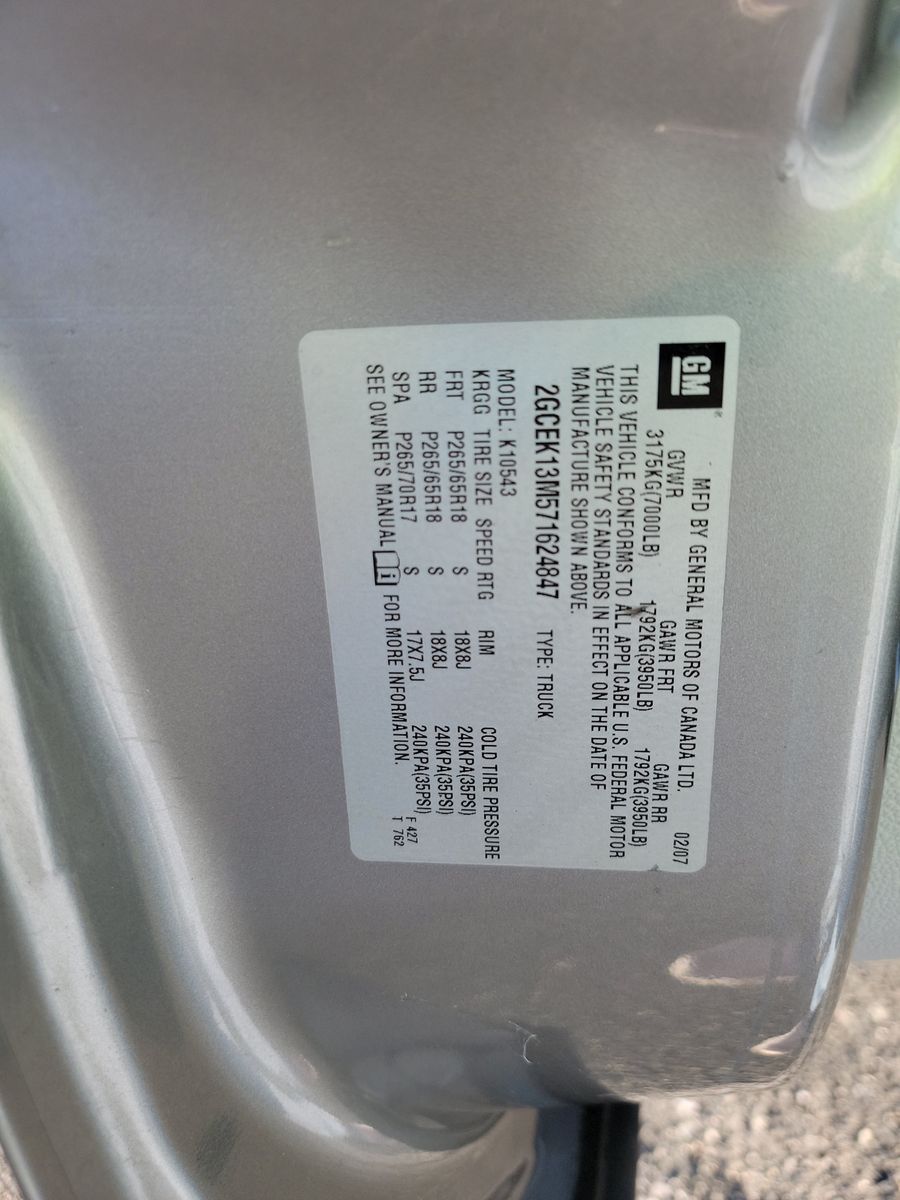 GM
MFD BY GENERAL MOTORS OF CANADA LTD. 02/07
GVWR GAWR FRT GAWR RR
3175KG(7000LB) 1792KG(3950LB) 1792KG(3950LB)
THIS VEHICLE CONFORMS TO ALL APPLICABLE U.S. FEDERAL MOTOR
VEHICLE SAFETY STANDARDS IN EFFECT ON THE DATE OF
MANUFACTURE SHOWN ABOVE.
2GCEK13M571624847 TYPE: TRUCK
MODEL: K10543
KRGG TIRE SIZE SPEED RTG RIM COLD TIRE PRESSURE
FRT P265/65R18 S 18X8J 240KPA(35PSI)
RR P265/65R18 S 18X8J 240KPA(35PSI)
SPA P265/70R17 S 17X7.5J 240KPA(35PSI)
F 427
SEE OWNER'S MANUAL i FOR MORE INFORMATION.
T 762